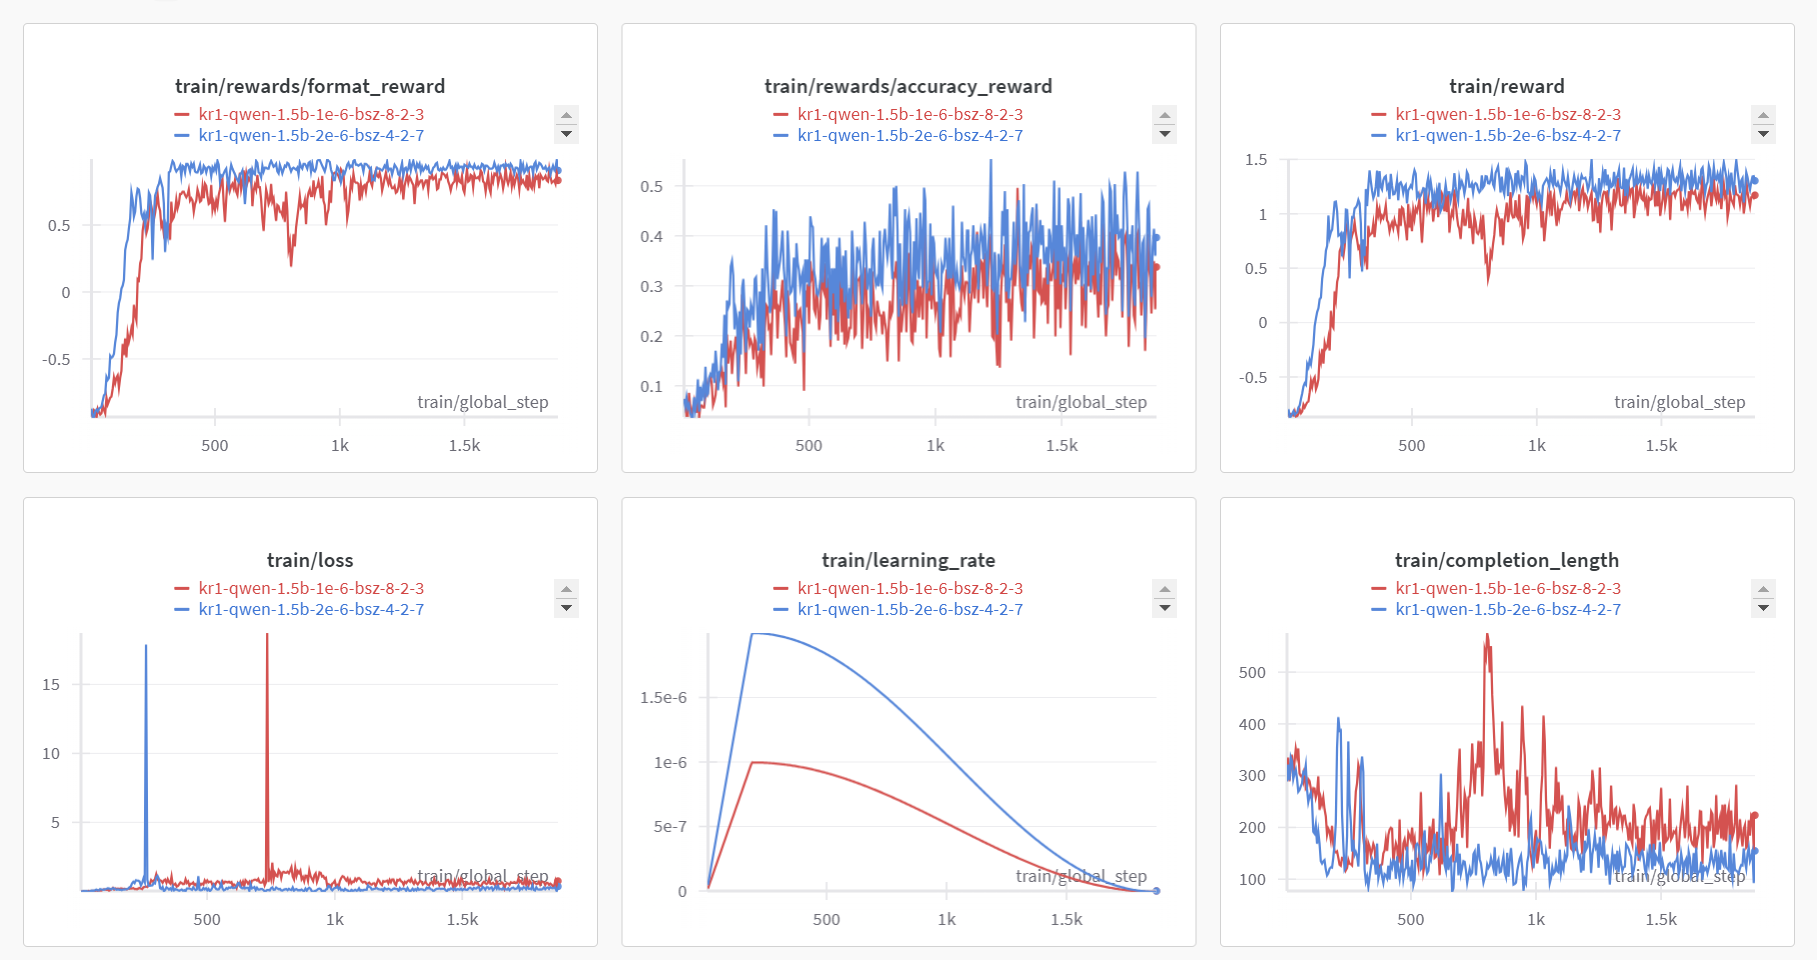 train/rewards/format_reward
kr1-qwen-1.5b-1e-6-bsz-8-2-3
kr1-qwen-1.5b-2e-6-bsz-4-2-7
0.5
0
-0.5
train/global_step
500
1k
1.5k
train/rewards/accuracy_reward
kr1-qwen-1.5b-1e-6-bsz-8-2-3
kr1-qwen-1.5b-2e-6-bsz-4-2-7
0.5
0.4
0.3
0.2
0.1
train/global_step
500
1k
1.5k
train/reward
kr1-qwen-1.5b-1e-6-bsz-8-2-3
kr1-qwen-1.5b-2e-6-bsz-4-2-7
1.5
1
0.5
0
-0.5
train/global_step
500
1k
1.5k
train/loss
kr1-qwen-1.5b-1e-6-bsz-8-2-3
kr1-qwen-1.5b-2e-6-bsz-4-2-7
15
10
5
train/global_step
500
1k
1.5k
train/learning_rate
kr1-qwen-1.5b-1e-6-bsz-8-2-3
kr1-qwen-1.5b-2e-6-bsz-4-2-7
1.5e-6
1e-6
5e-7
0
train/global_step
500
1k
1.5k
train/completion_length
kr1-qwen-1.5b-1e-6-bsz-8-2-3
kr1-qwen-1.5b-2e-6-bsz-4-2-7
500
400
300
200
100
train/global_step
500
1k
1.5k